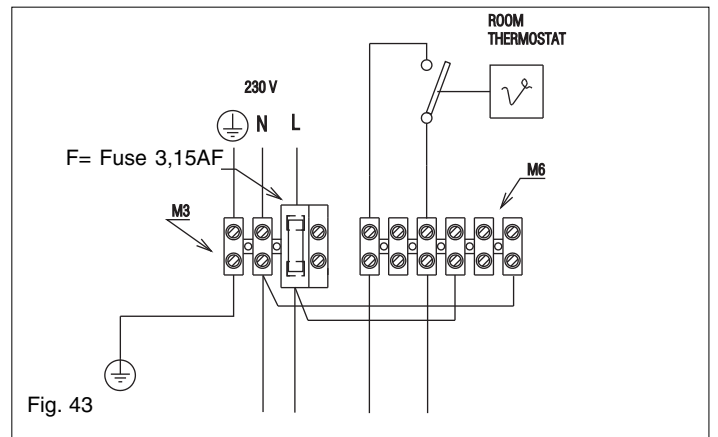 ROOM
THERMOSTAT
230 V
N L
F= Fuse 3,15AF
M6
M3
Fig. 43